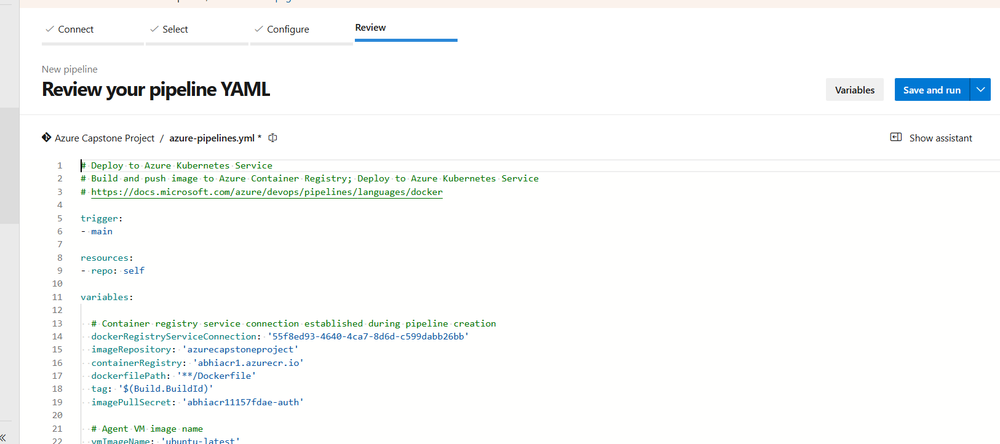 Connect
Select
Configure
Review
New pipeline
Review your pipeline YAML
Variables
Save and run
Azure Capstone Project / azure-pipelines.yml *
Show assistant
1 # Deploy to Azure Kubernetes Service
2 # Build and push image to Azure Container Registry; Deploy to Azure Kubernetes Service
3 # https://docs.microsoft.com/azure/devops/pipelines/languages/docker
4
5 trigger:
6 - main
7
8 resources:
9 - repo: self
10
11 variables:
12
13 # Container registry service connection established during pipeline creation
14 dockerRegistryServiceConnection: '55f8ed93-4640-4ca7-8d6d-c599dabb26bb'
15 imageRepository: 'azurecapstoneproject'
16 containerRegistry: 'abhiacr1.azurecr.io'
17 dockerfilePath: '**/Dockerfile'
18 tag: '$(Build.BuildId)'
19 imagePullSecret: 'abhiacr11157fdae-auth'
20
21 # Agent VM image name
22 vmImageName: 'ubuntu-latest'